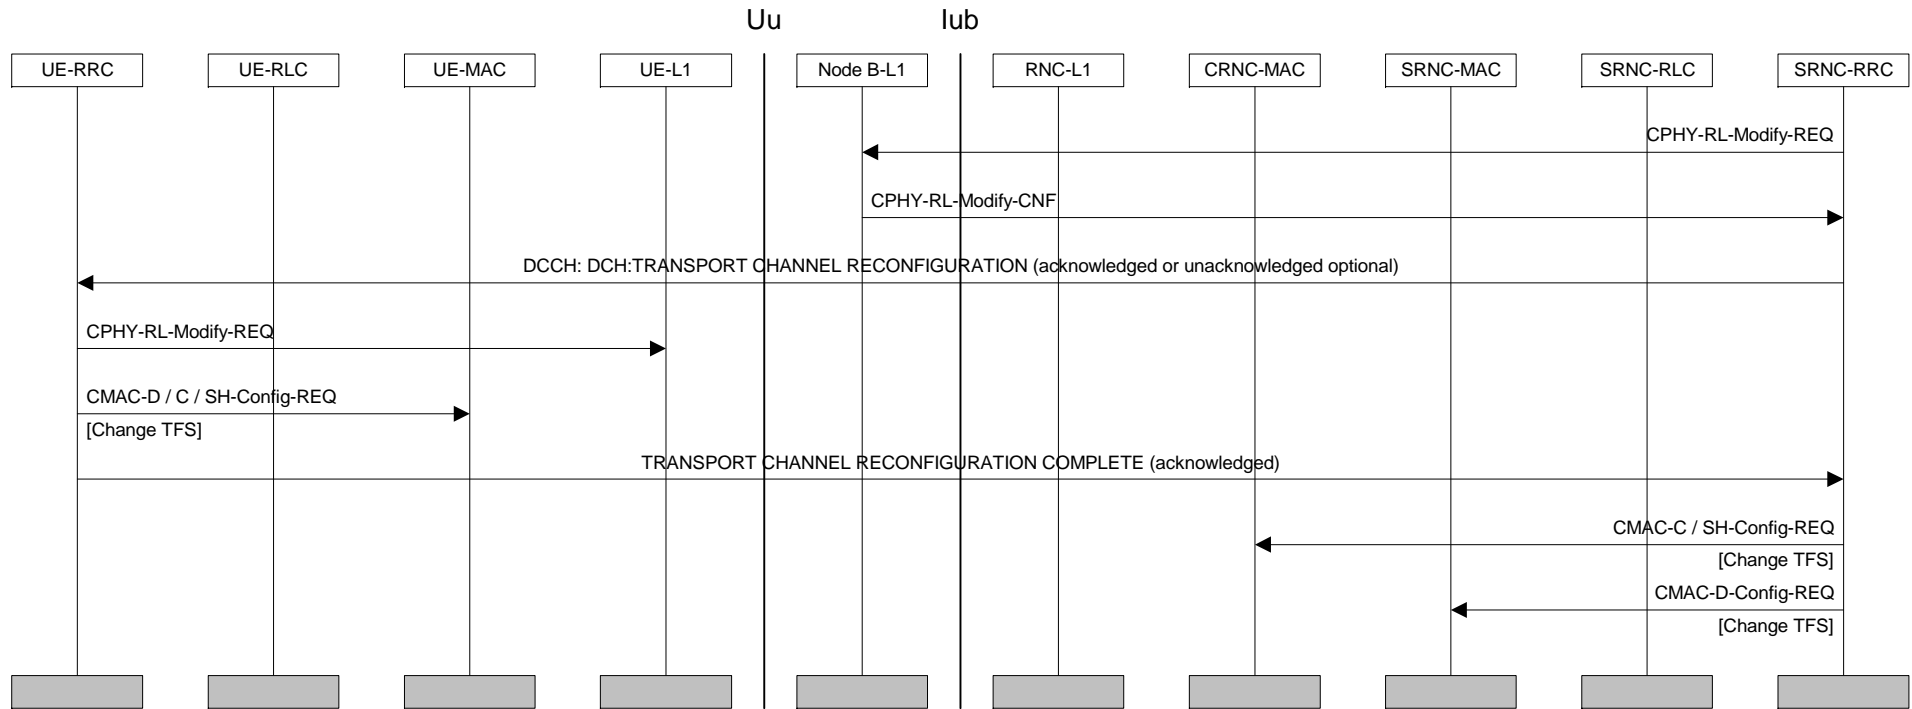 Uu Iub
UE-RRC UE-RLC UE-MAC UE-L1 Node B-L1 RNC-L1 CRNC-MAC SRNC-MAC SRNC-RLC SRNC-RRC
CPHY-RL-Modify-REQ
CPHY-RL-Modify-CNF
DCCH: DCH:TRANSPORT CHANNEL RECONFIGURATION (acknowledged or unacknowledged optional)
CPHY-RL-Modify-REQ
CMAC-D / C / SH-Config-REQ
[Change TFS]
TRANSPORT CHANNEL RECONFIGURATION COMPLETE (acknowledged)
CMAC-C / SH-Config-REQ
[Change TFS]
CMAC-D-Config-REQ
[Change TFS]